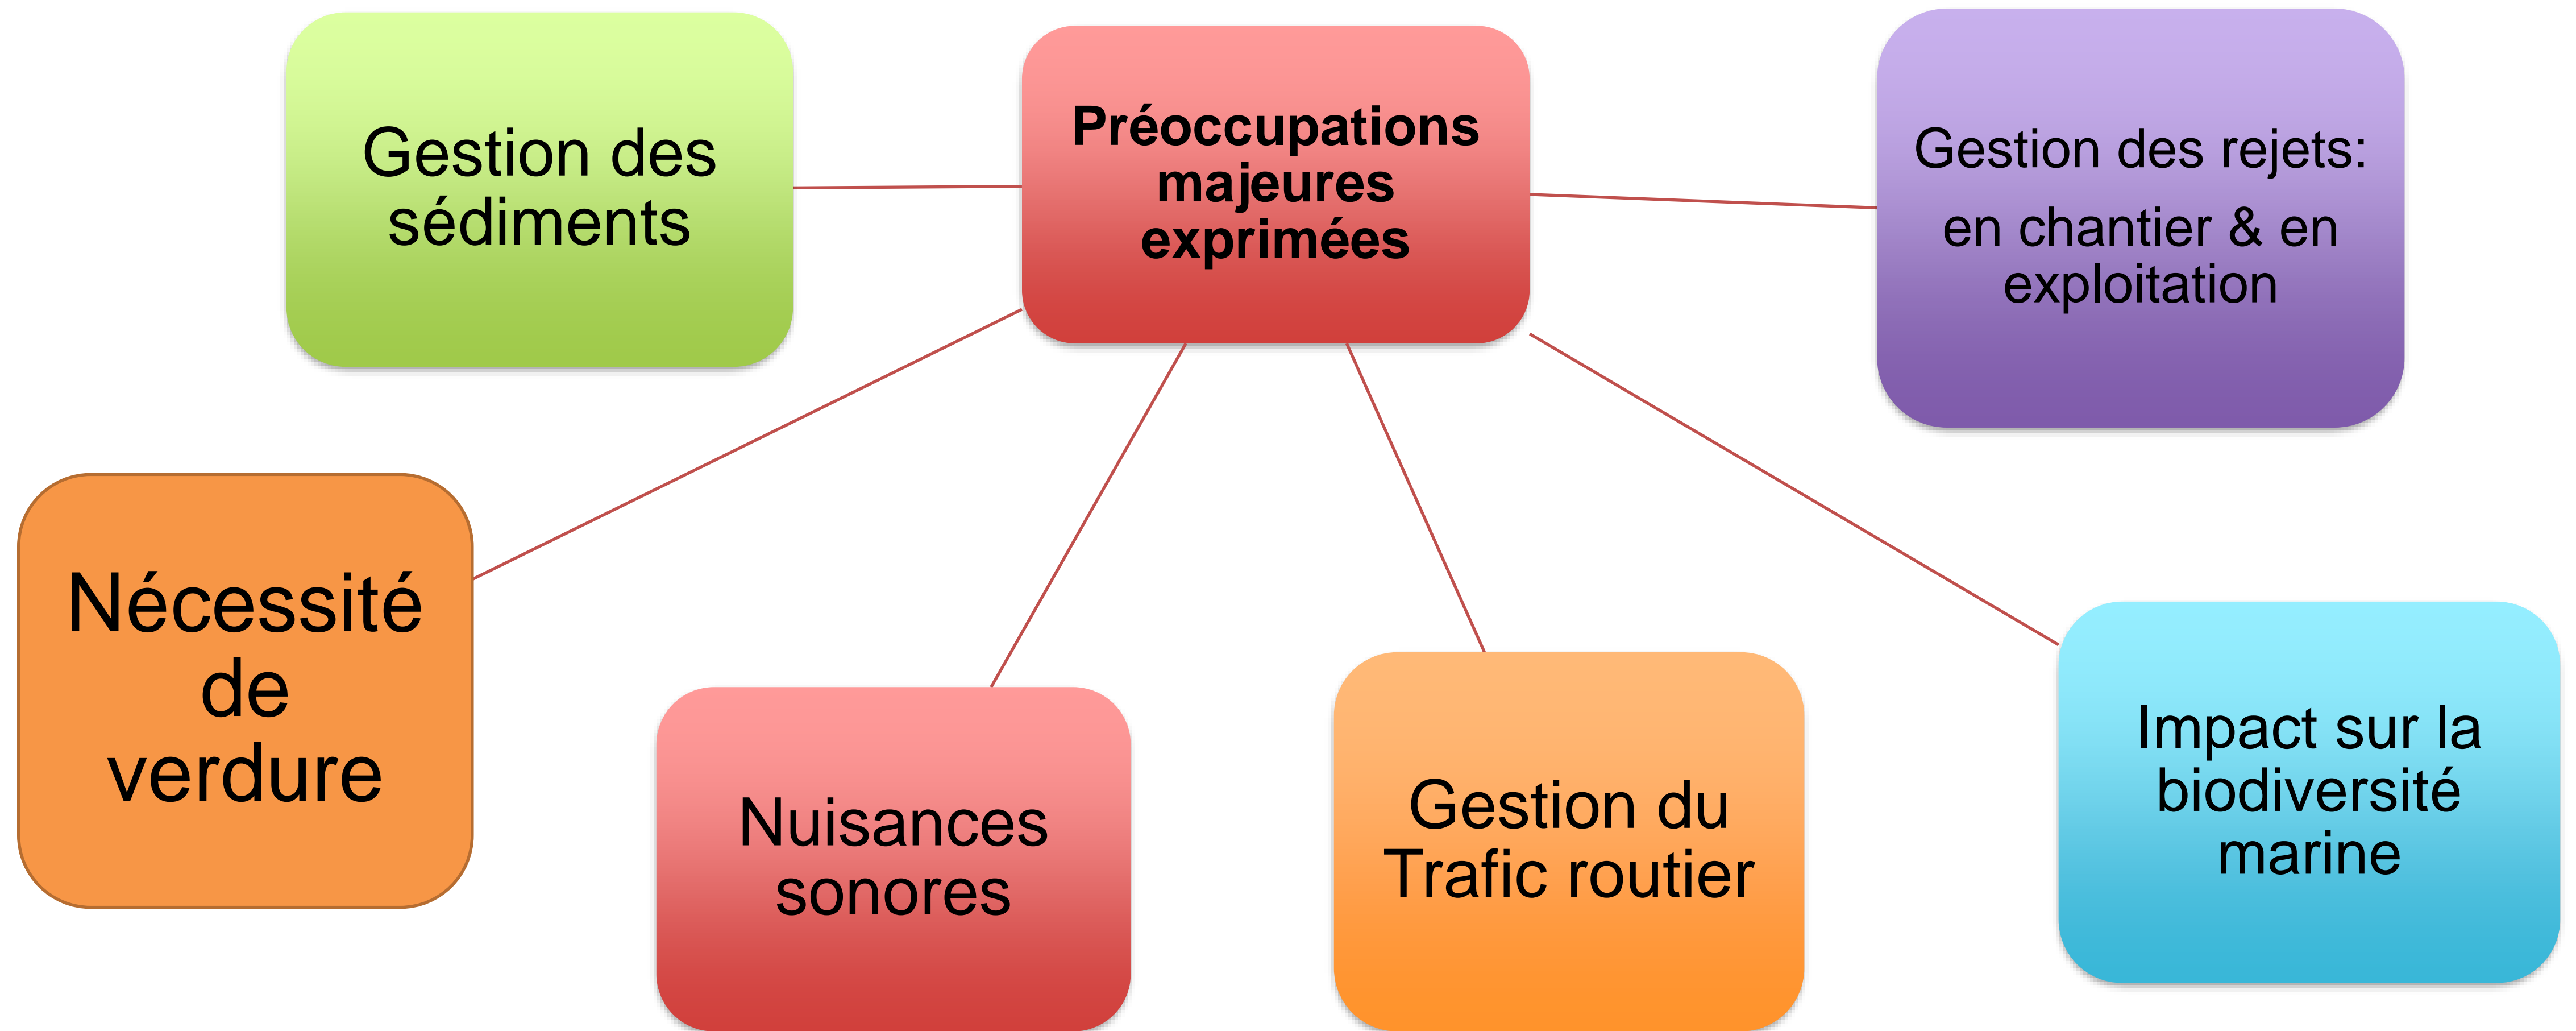 Gestion des
sédiments
Préoccupations
majeures
exprimées
Gestion des rejets:
en chantier & en
exploitation
Nécessité
de
verdure
Nuisances
sonores
Gestion du
Trafic routier
Impact sur la
biodiversité
marine